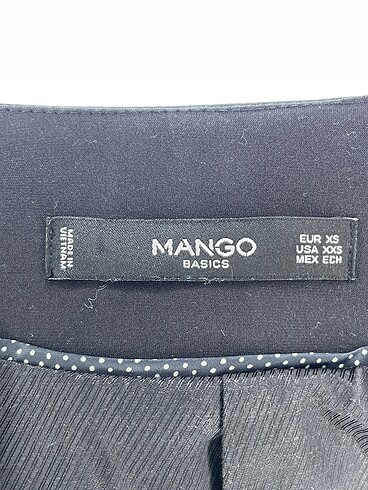 MADE IN
VIETNAM
MANGO
BASICS
EUR XS
USA XXS
MEX ECH